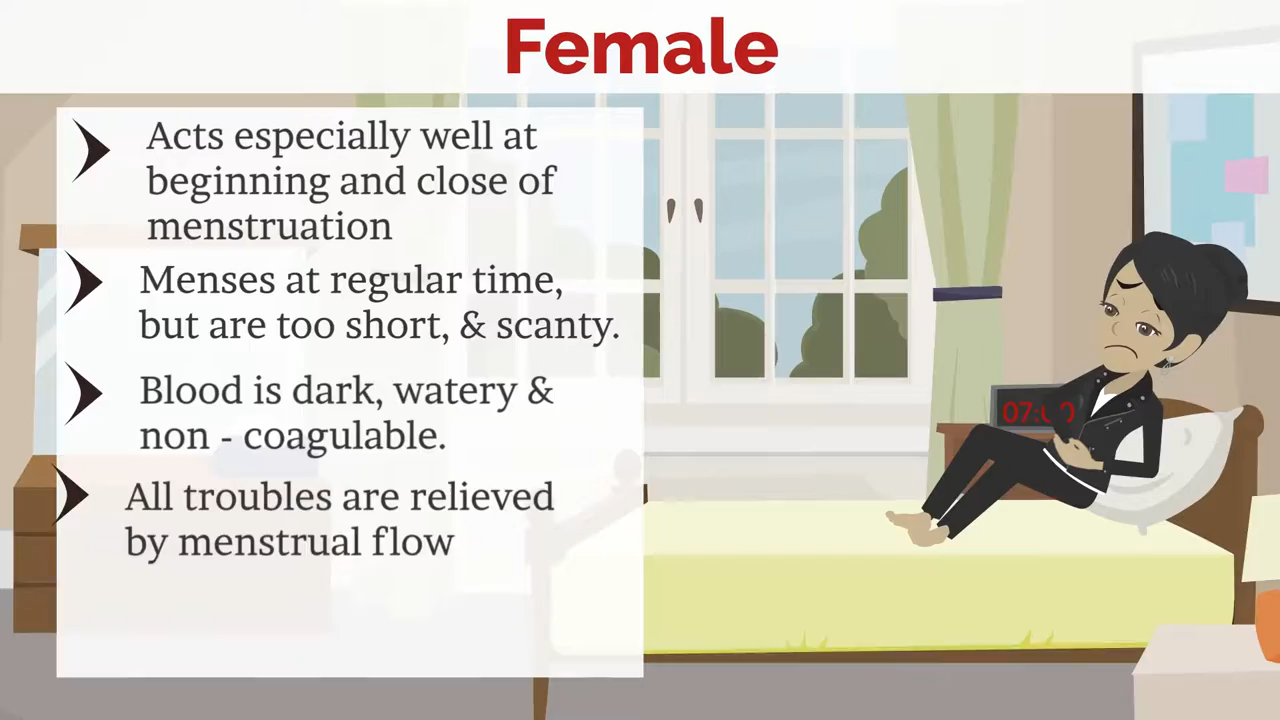 Female
Acts especially well at
beginning and close of
menstruation
Menses at regular time,
but are too short, & scanty.
Blood is dark, watery &
non - coagulable.
All troubles are relieved
by menstrual flow